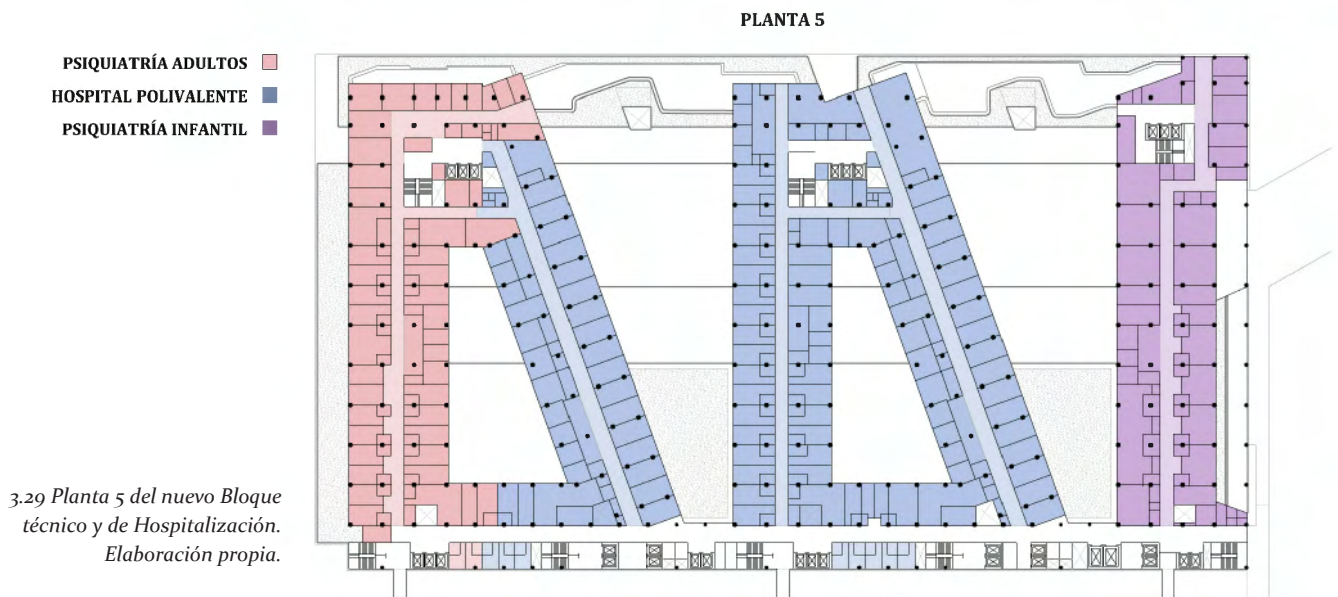 PLANTA 5
PSIQUIATRÍA ADULTOS
HOSPITAL POLIVALENTE
PSIQUIATRÍA INFANTIL
3.29 Planta 5 del nuevo Bloque
técnico y de Hospitalización.
Elaboración propia.